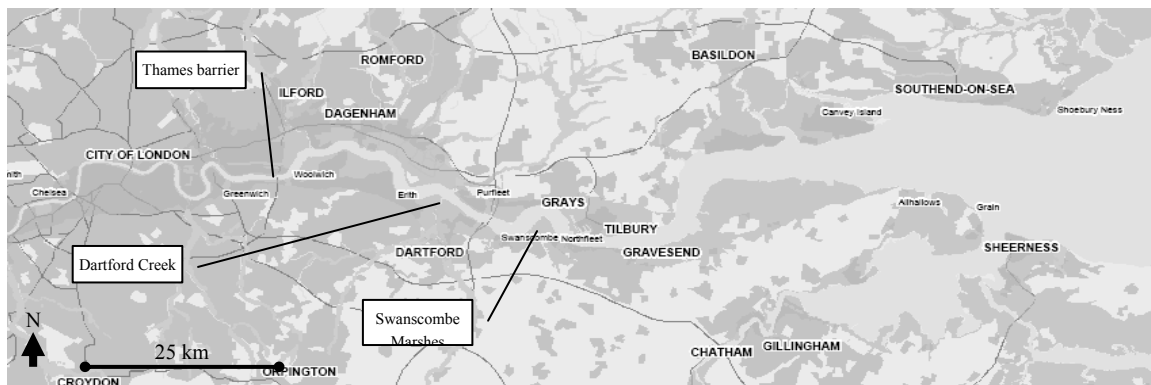 ROMFORD
BASILDON
Thames barrier
ILFORD
SOUTHEND-ON-SEA
DAGENHAM
Shoebury Ness
Canvey Island
CITY OF LONDON
Woolwich
Chelsea
Greenwich
Erith
Purfleet
GRAYS
Allhallows
Grain
TILBURY
Swanscombe
Northfleet
DARTFORD
GRAVESEND
SHEERNESS
Dartford Creek
Swanscombe
Marshes
N
25 km
CHATHAM
GILLINGHAM
ORPINGTON
CROYDON